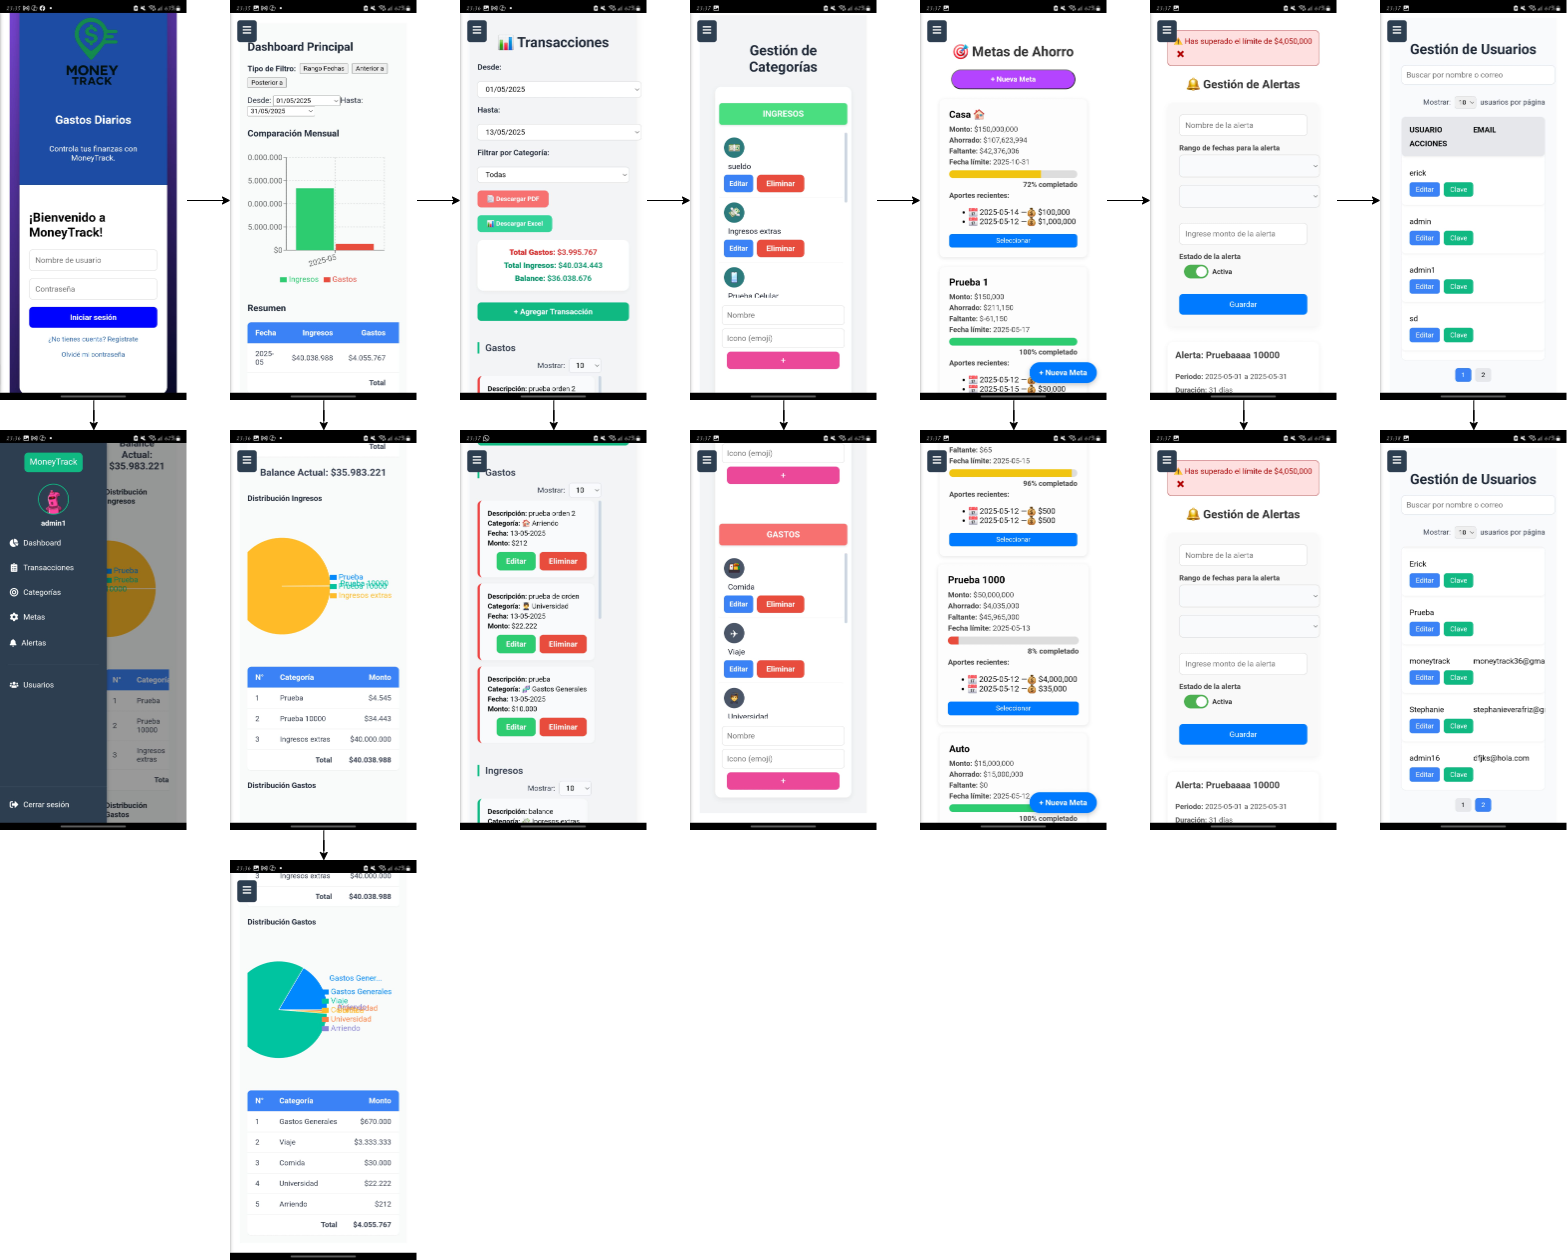 MONEY
TRACK
Gastos Diarios
Controla tus finanzas con
MoneyTrack.
¡Bienvenido a
MoneyTrack!
Nombre de usuario
Contraseña
Iniciar sesión
¿No tienes cuenta? Regístrate
Olvidé mi contraseña
Dashboard Principal
Tipo de Filtro: Rango Fechas Anterior a
Posterior a
Desde: 01/05/2025 Hasta:
31/05/2025
Comparación Mensual
0.000.000
5.000.000
0.000.000
5.000.000
$0
2025-05
Ingresos Gastos
Resumen
Fecha Ingresos Gastos
2025-
05 $40.038.988 $4.055.767
Total
Transacciones
Desde:
01/05/2025
Hasta:
13/05/2025
Filtrar por Categoría:
Todas
Descargar PDF
Descargar Excel
Total Gastos: $3.995.767
Total Ingresos: $40.034.443
Balance: $36.038.676
+ Agregar Transacción
Gastos
Mostrar: 10
Descripción: prueba orden 2
Gestión de
Categorías
INGRESOS
sueldo
Editar Eliminar
Ingresos extras
Editar Eliminar
Prueba Celular
Nombre
Icono (emoji)
+
Metas de Ahorro
+ Nueva Meta
Casa
Monto: $150,000,000
Ahorrado: $107,623,994
Faltante: $42,376,006
Fecha límite: 2025-10-31
72% completado
Aportes recientes:
2025-05-14 — $100,000
2025-05-12 — $1,000,000
Seleccionar
Prueba 1
Monto: $150,000
Ahorrado: $211,150
Faltante: $-61,150
Fecha límite: 2025-05-17
100% completado
Aportes recientes:
2025-05-12 —
2025-05-15 — $30,000
+ Nueva Meta
Has superado el límite de $4,050,000
Gestión de Alertas
Nombre de la alerta
Rango de fechas para la alerta
Ingrese monto de la alerta
Estado de la alerta
Activa
Guardar
Alerta: Pruebaaaa 10000
Periodo: 2025-05-01 a 2025-05-31
Duración: 31 días
Gestión de Usuarios
Buscar por nombre o correo
Mostrar: 10 usuarios por página
USUARIO EMAIL
ACCIONES
erick
Editar Clave
admin
Editar Clave
admin1
Editar Clave
sd
Editar Clave
1 2
MoneyTrack
admin1
Dashboard
Transacciones
Categorías
Metas
Alertas
Usuarios
Cerrar sesión
Balance
Actual:
$35.983.221
Distribución
Ingresos
Prueba
Prueba
10000
N° Categoría
1 Prueba
2 Prueba
10000
3 Ingresos
extras
Tota
Distribución
Gastos
Total
Balance Actual: $35.983.221
Distribución Ingresos
Prueba
Prueba 10000
Ingresos extras
N° Categoría Monto
1 Prueba $4.545
2 Prueba 10000 $34.443
3 Ingresos extras $40.000.000
Total $40.038.988
Distribución Gastos
Gastos
Mostrar: 10
Descripción: prueba orden 2
Categoría: Arriendo
Fecha: 13-05-2025
Monto: $212
Editar Eliminar
Descripción: prueba de orden
Categoría: Universidad
Fecha: 13-05-2025
Monto: $22.222
Editar Eliminar
Descripción: prueba
Categoría: Gastos Generales
Fecha: 13-05-2025
Monto: $10.000
Editar Eliminar
Ingresos
Mostrar: 10
Descripción: balance
Categoría: Ingresos extras
Icono (emoji)
+
GASTOS
Comida
Editar Eliminar
Viaje
Editar Eliminar
Universidad
Nombre
Icono (emoji)
+
Faltante: $65
Fecha límite: 2025-05-15
96% completado
Aportes recientes:
2025-05-12 — $500
2025-05-12 — $500
Seleccionar
Prueba 1000
Monto: $50,000,000
Ahorrado: $4,035,000
Faltante: $45,965,000
Fecha límite: 2025-05-13
8% completado
Aportes recientes:
2025-05-12 — $4,000,000
2025-05-12 — $35,000
Seleccionar
Auto
Monto: $15,000,000
Ahorrado: $15,000,000
Faltante: $0
Fecha límite: 2025-05-12
+ Nueva Meta
100% completado
Has superado el límite de $4,050,000
Gestión de Alertas
Nombre de la alerta
Rango de fechas para la alerta
Ingrese monto de la alerta
Estado de la alerta
Activa
Guardar
Alerta: Pruebaaaa 10000
Periodo: 2025-05-01 a 2025-05-31
Duración: 31 días
Gestión de Usuarios
Buscar por nombre o correo
Mostrar: 10 usuarios por página
Erick
Editar Clave
Prueba
Editar Clave
moneytrack moneytrack36@gma
Editar Clave
Stephanie stephanieverafriz@g
Editar Clave
admin16 dfjks@hola.com
Editar Clave
1 2
3 Ingresos extras $40.000.000
Total $40.038.988
Distribución Gastos
Gastos Gener...
Gastos Generales
Viaje
Universidad
Arriendo
N° Categoría Monto
1 Gastos Generales $670.000
2 Viaje $3.333.333
3 Comida $30.000
4 Universidad $22.222
5 Arriendo $212
Total $4.055.767